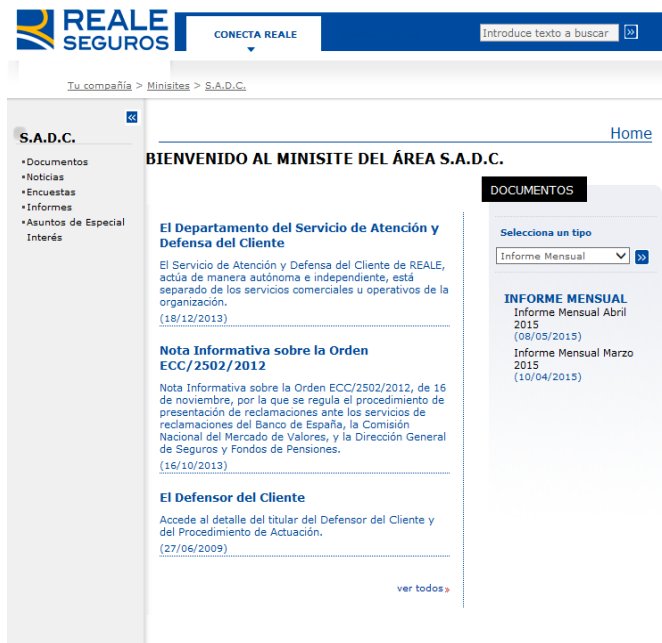 REALE
SEGUROS
CONECTA REALE
Introduce texto a buscar
Tu compañía > Minisites > S.A.D.C.
S.A.D.C.
Documentos
Noticias
Encuestas
Informes
Asuntos de Especial
Interés
Home
BIENVENIDO AL MINISITE DEL ÁREA S.A.D.C.
El Departamento del Servicio de Atención y
Defensa del Cliente
El Servicio de Atención y Defensa del Cliente de REALE,
actúa de manera autónoma e independiente, está
separado de los servicios comerciales u operativos de la
organización.
(18/12/2013)
Nota Informativa sobre la Orden
ECC/2502/2012
Nota Informativa sobre la Orden ECC/2502/2012, de 16
de noviembre, por la que se regula el procedimiento de
presentación de reclamaciones ante los servicios de
reclamaciones del Banco de España, la Comisión
Nacional del Mercado de Valores, y la Dirección General
de Seguros y Fondos de Pensiones.
(16/10/2013)
El Defensor del Cliente
Accede al detalle del titular del Defensor del Cliente y
del Procedimiento de Actuación.
(27/06/2009)
ver todos»
DOCUMENTOS
Selecciona un tipo
Informe Mensual
INFORME MENSUAL
Informe Mensual Abril
2015
(08/05/2015)
Informe Mensual Marzo
2015
(10/04/2015)